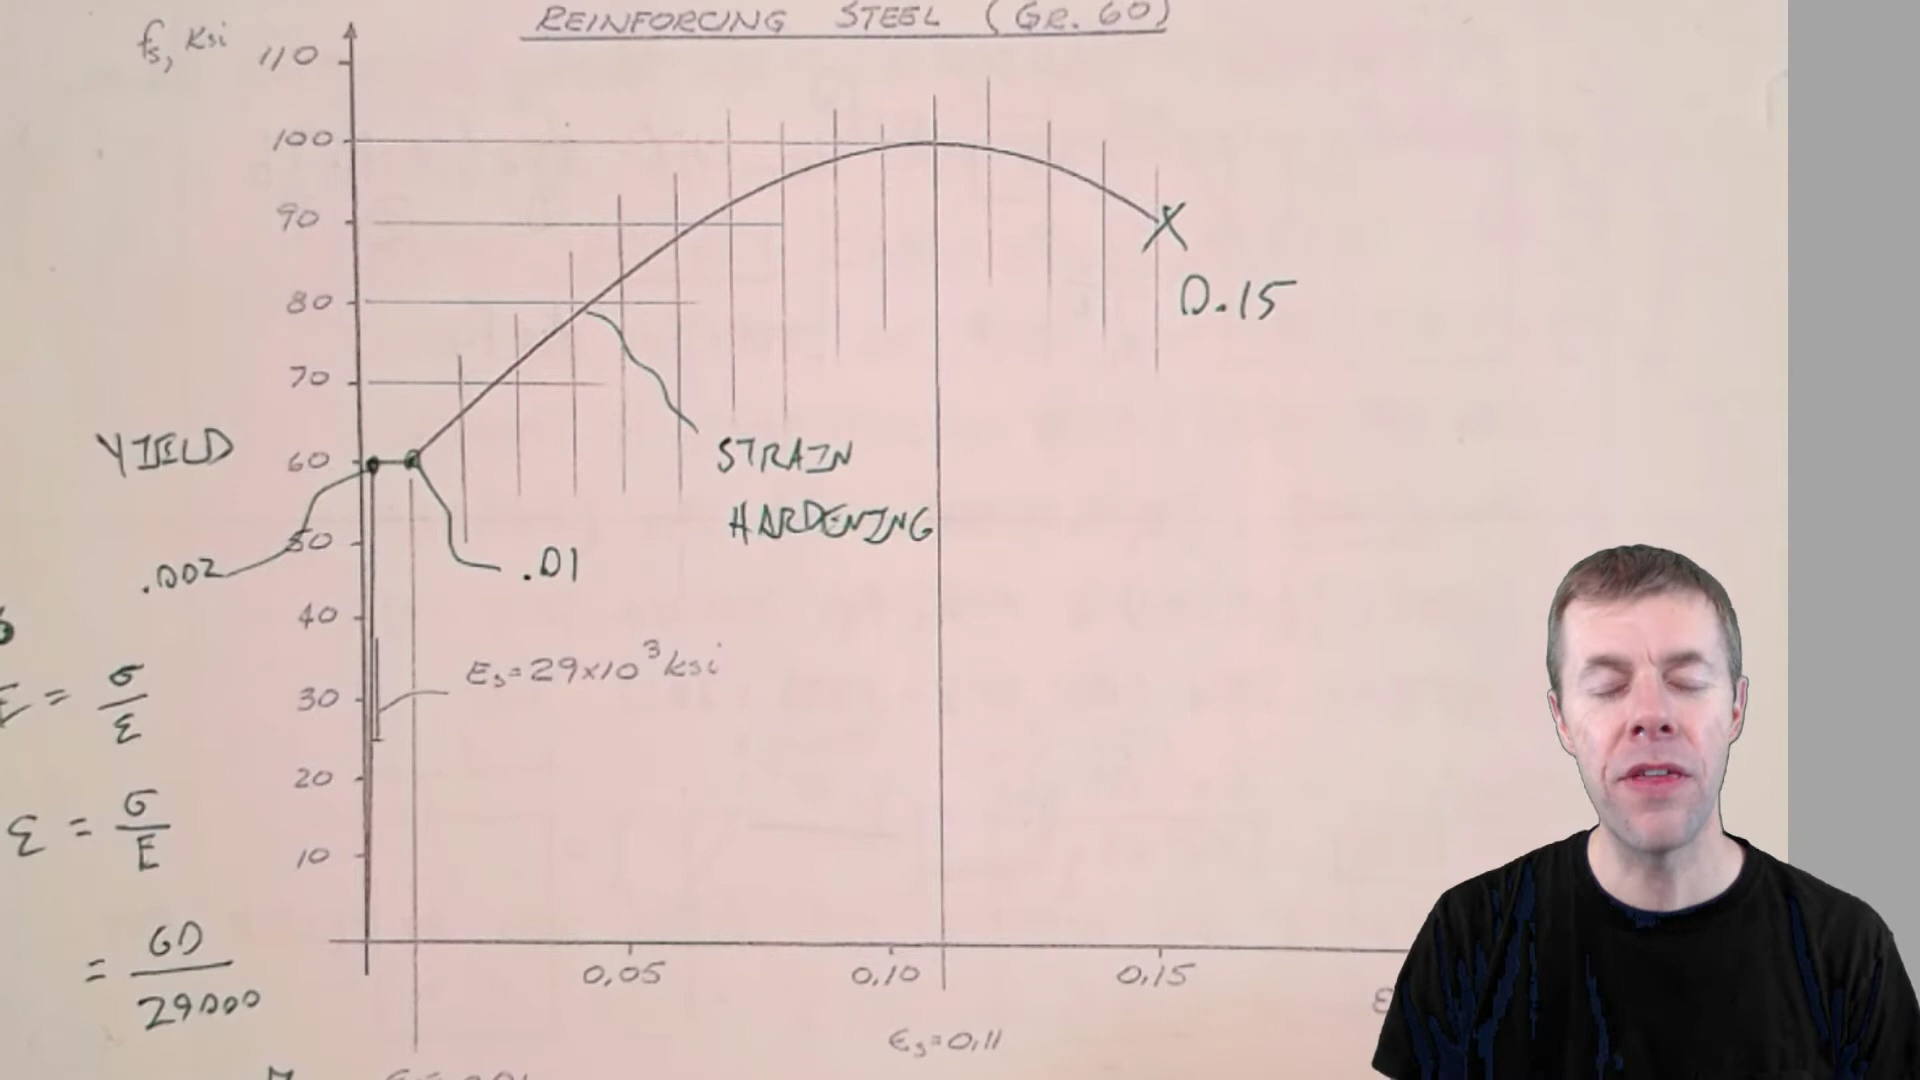 REINFORCING STEEL (GR. 60)
fs, Ksi
110
100
90
80
70
60
50
40
30
20
10
YIELD
.002
.01
STRAIN
HARDENING
0.15
Es=29x10³ksi
E = σ/ε
ε = σ/E
= 60/29000
0,05
0,10
0,15
εs=0,11